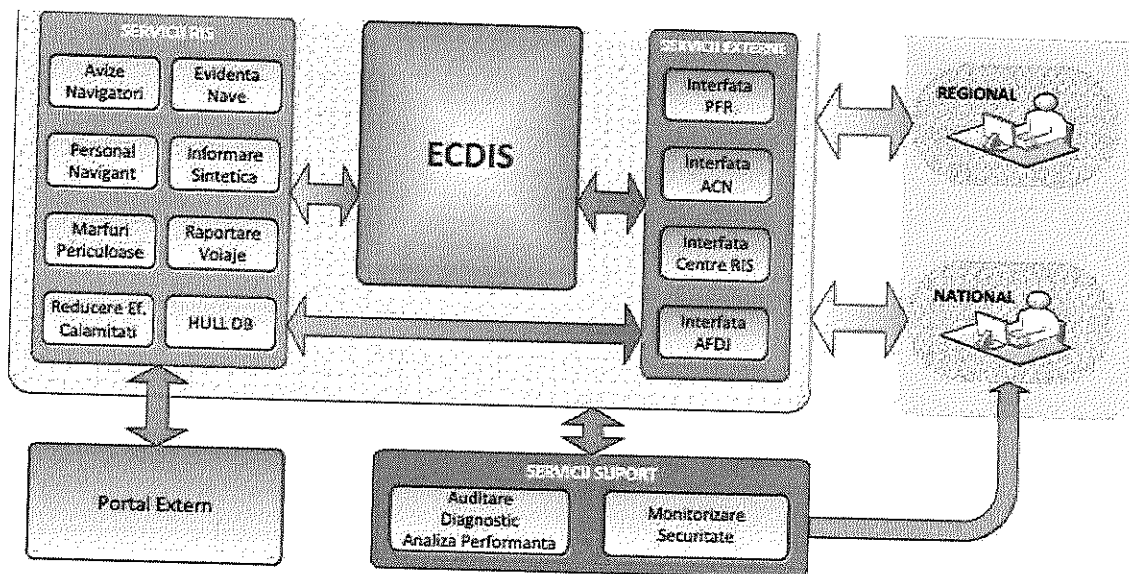 SERVICII RIS
Avize
Navigatori
Evidenta
Nave
Personal
Navigant
Informare
Sintetica
Marfuri
Periculoase
Raportare
Voiaje
Reducere Ef.
Calamitati
HULL DB
ECDIS
SERVICII EXTERNE
Interfata
PFR
Interfata
ACN
Interfata
Centre RIS
Interfata
AFDJ
REGIONAL
NATIONAL
Portal Extern
SERVICII SUPORT
Auditare
Diagnostic
Analiza Performanta
Monitorizare
Securitate